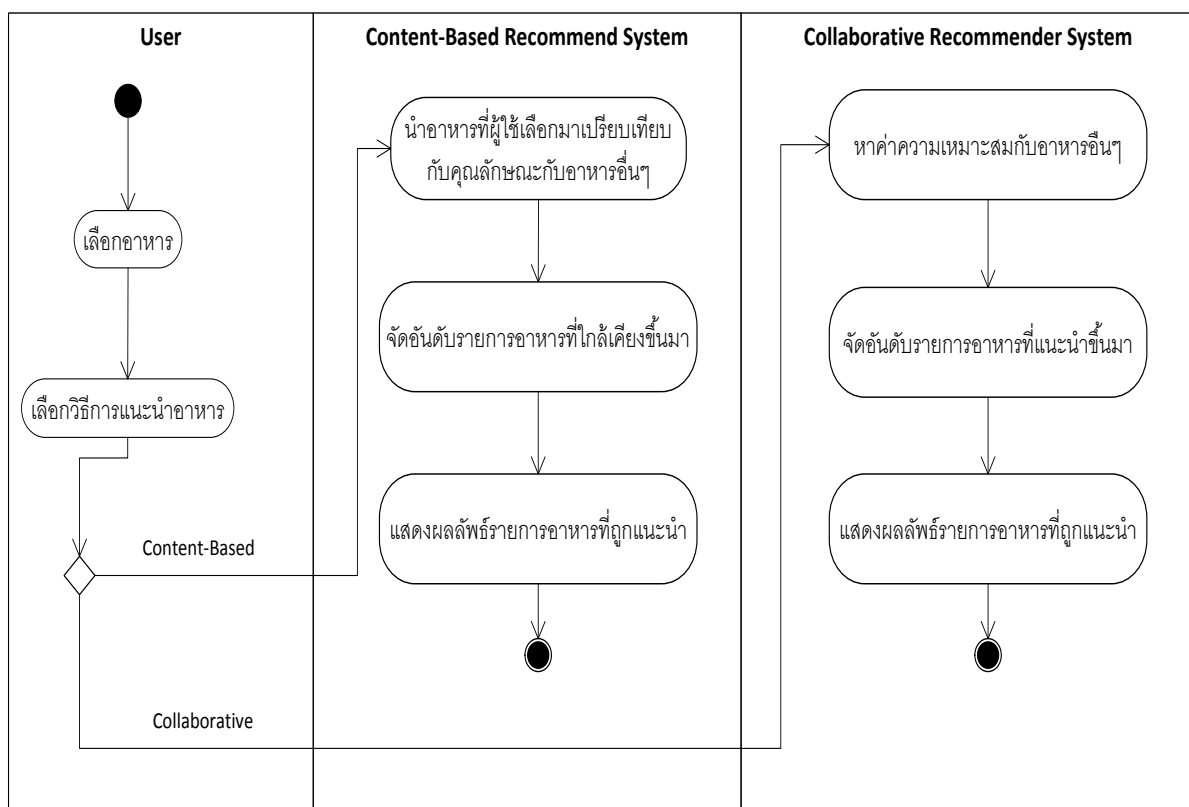 User
Content-Based Recommend System
Collaborative Recommender System
เลือกอาหาร
เลือกวิธีการแนะนำอาหาร
Content-Based
Collaborative
นำอาหารที่ผู้ใช้เลือกมาเปรียบเทียบ
กับคุณลักษณะกับอาหารอื่นๆ
จัดอันดับรายการอาหารที่ใกล้เคียงขึ้นมา
แสดงผลลัพธ์รายการอาหารที่ถูกแนะนำ
หาค่าความเหมาะสมกับอาหารอื่นๆ
จัดอันดับรายการอาหารที่แนะนำขึ้นมา
แสดงผลลัพธ์รายการอาหารที่ถูกแนะนำ